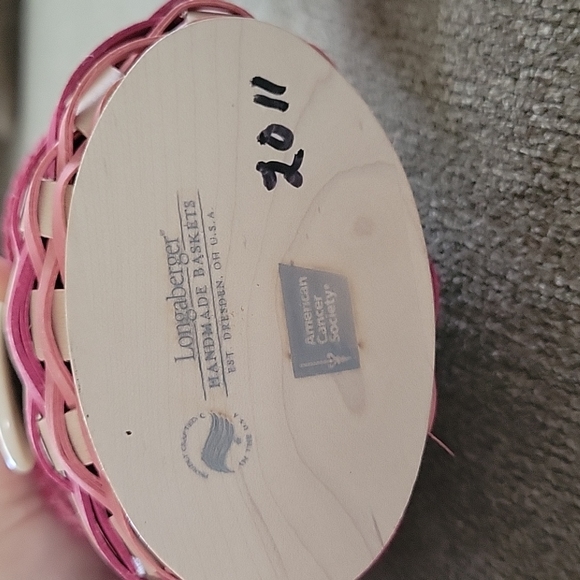 2011
Longaberger®
HANDMADE BASKETS
EST. DRESDEN, OH U.S.A.
American
Cancer
Society®